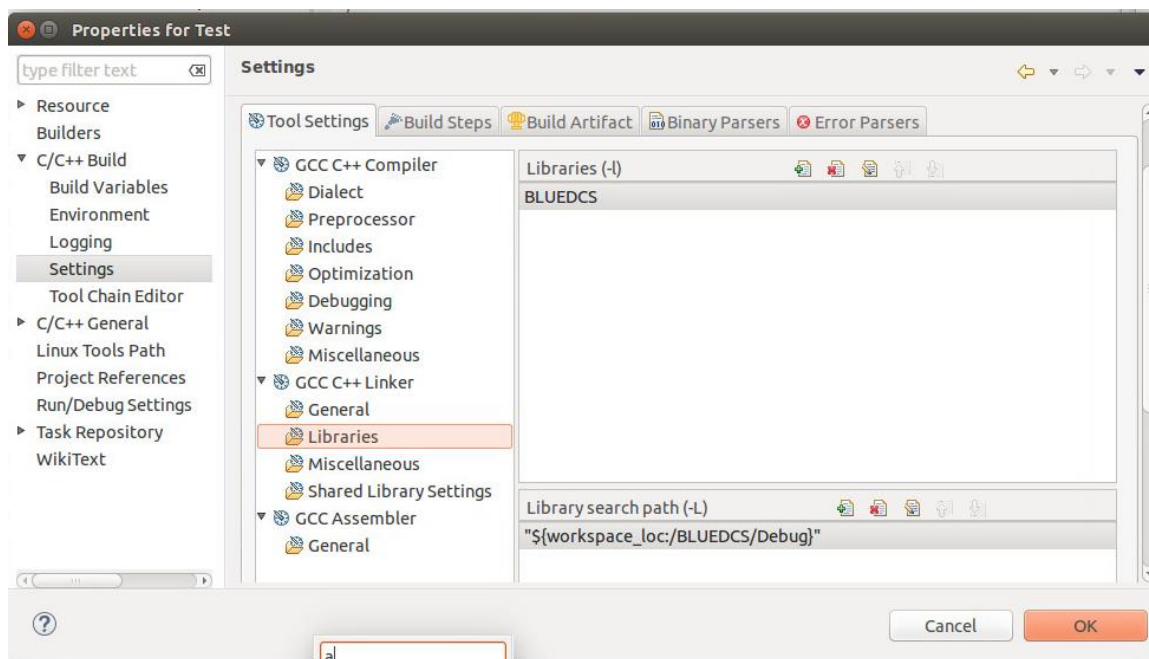 Properties for Test
type filter text
Resource
Builders
C/C++ Build
Build Variables
Environment
Logging
Settings
Tool Chain Editor
C/C++ General
Linux Tools Path
Project References
Run/Debug Settings
Task Repository
WikiText
Settings
Tool Settings
Build Steps
Build Artifact
Binary Parsers
Error Parsers
GCC C++ Compiler
Dialect
Preprocessor
Includes
Optimization
Debugging
Warnings
Miscellaneous
GCC C++ Linker
General
Libraries
Miscellaneous
Shared Library Settings
GCC Assembler
General
Libraries (-l)
BLUEDCS
Library search path (-L)
"${workspace_loc:/BLUEDCS/Debug}"
Cancel
OK
a